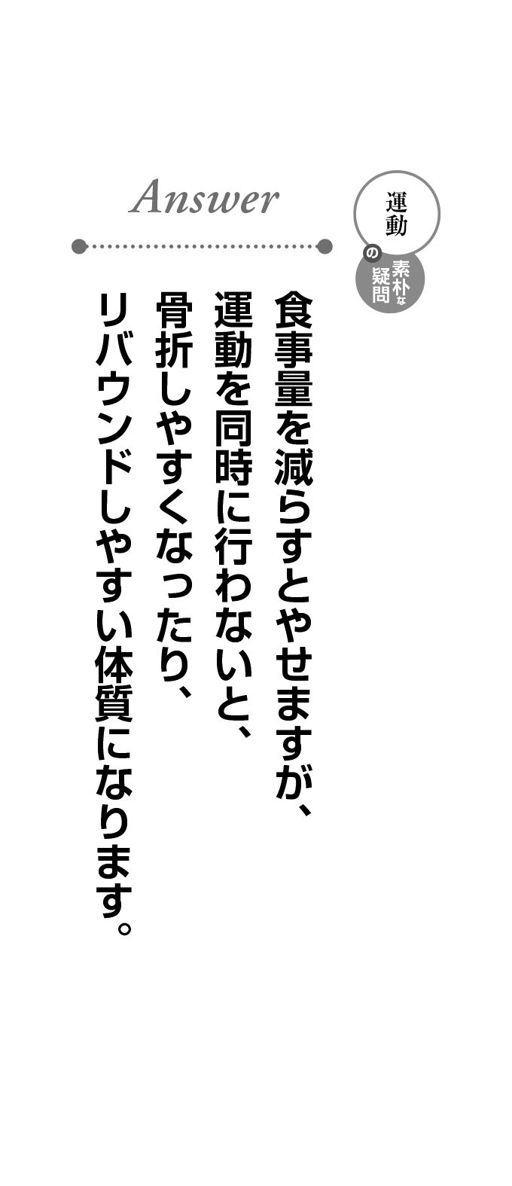 運動
の
素朴な
疑問
Answer
食事量を減らすとやせますが、
運動を同時に行わないと、
骨折しやすくなったり、
リバウンドしやすい体質になります。